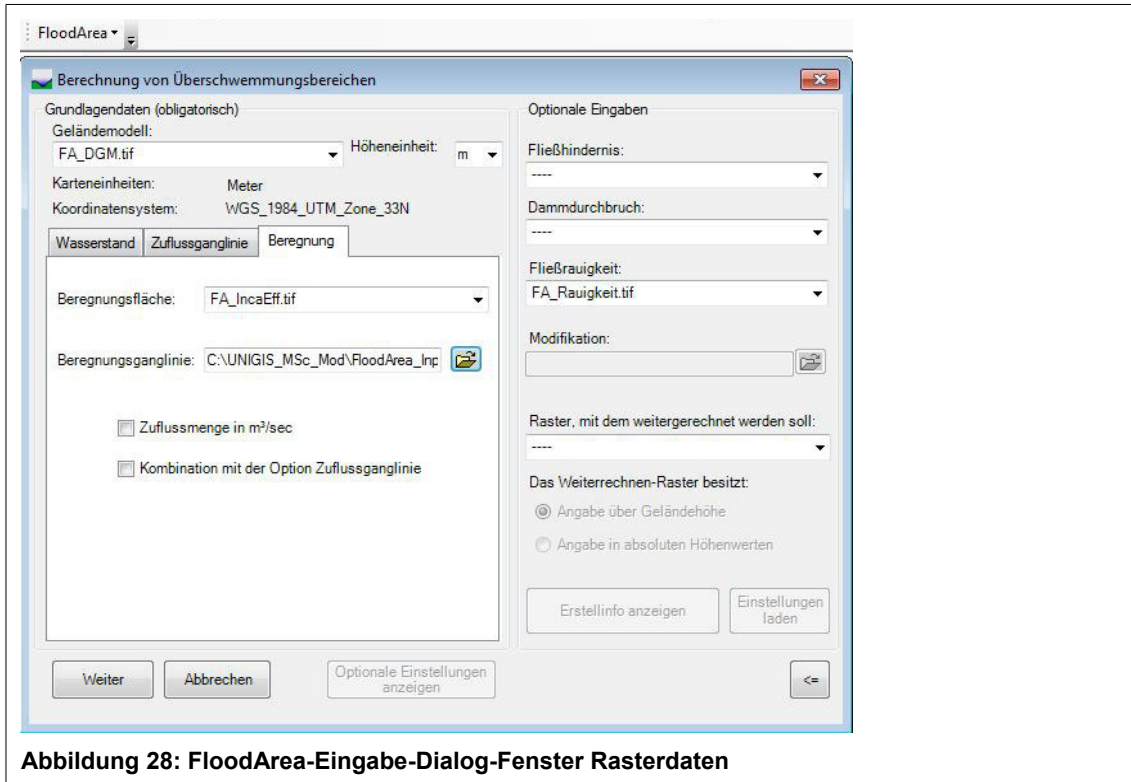 FloodArea
Berechnung von Überschwemmungsbereichen
Grundlagendaten (obligatorisch)
Geländemodell:
FA_DGM.tif
Höheneinheit:
m
Karteneinheiten: Meter
Koordinatensystem: WGS_1984_UTM_Zone_33N
Wasserstand Zuflussganglinie Beregnung
Beregnungsfläche: FA_IncaEff.tif
Beregnungsganglinie: C:\UNIGIS_MSc_Mod\FloodArea_Inp
Zuflussmenge in m³/sec
Kombination mit der Option Zuflussganglinie
Optionale Eingaben
Fließhindernis:
----
Dammdurchbruch:
----
Fließrauigkeit:
FA_Rauigkeit.tif
Modifikation:
Raster, mit dem weitergerechnet werden soll:
----
Das Weiterrechnen-Raster besitzt:
Angabe über Geländehöhe
Angabe in absoluten Höhenwerten
Erstellinfo anzeigen
Einstellungen
laden
Weiter
Abbrechen
Optionale Einstellungen
anzeigen
<=
Abbildung 28: FloodArea-Eingabe-Dialog-Fenster Rasterdaten